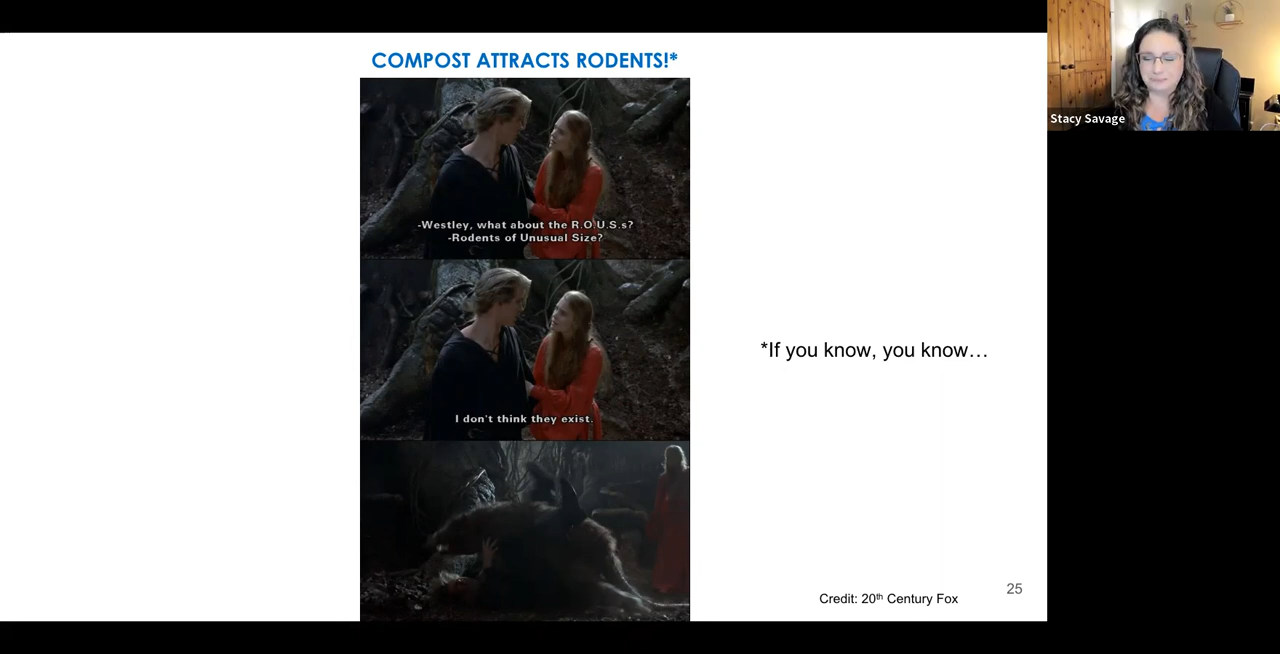 COMPOST ATTRACTS RODENTS!*
-Westley, what about the R.O.U.S.s?
-Rodents of Unusual Size?
I don't think they exist.
*If you know, you know…
Credit: 20th Century Fox
25
Stacy Savage